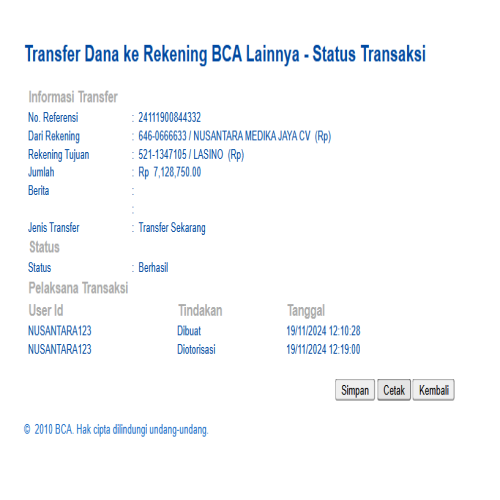 Transfer Dana ke Rekening BCA Lainnya - Status Transaksi
Informasi Transfer
No. Referensi : 24111900844332
Dari Rekening : 646-0666633 / NUSANTARA MEDIKA JAYA CV (Rp)
Rekening Tujuan : 521-1347105 / LASINO (Rp)
Jumlah : Rp 7,128,750.00
Berita :
:
Jenis Transfer : Transfer Sekarang
Status
Status : Berhasil
Pelaksana Transaksi
User Id Tindakan Tanggal
NUSANTARA123 Dibuat 19/11/2024 12:10:28
NUSANTARA123 Diotorisasi 19/11/2024 12:19:00
Simpan Cetak Kembali
© 2010 BCA. Hak cipta dilindungi undang-undang.